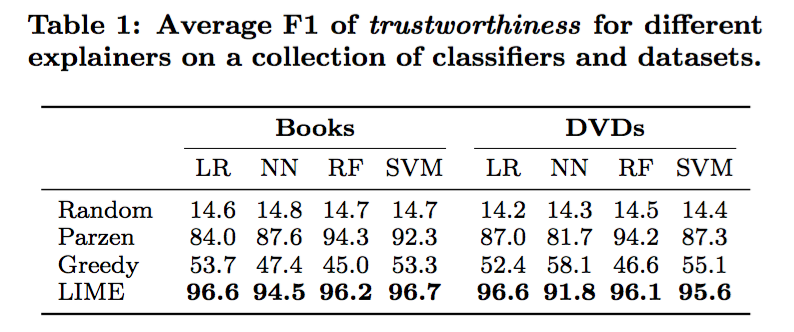 Table 1: Average F1 of trustworthiness for different
explainers on a collection of classifiers and datasets.
Books DVDs
LR NN RF SVM LR NN RF SVM
Random 14.6 14.8 14.7 14.7 14.2 14.3 14.5 14.4
Parzen 84.0 87.6 94.3 92.3 87.0 81.7 94.2 87.3
Greedy 53.7 47.4 45.0 53.3 52.4 58.1 46.6 55.1
LIME 96.6 94.5 96.2 96.7 96.6 91.8 96.1 95.6